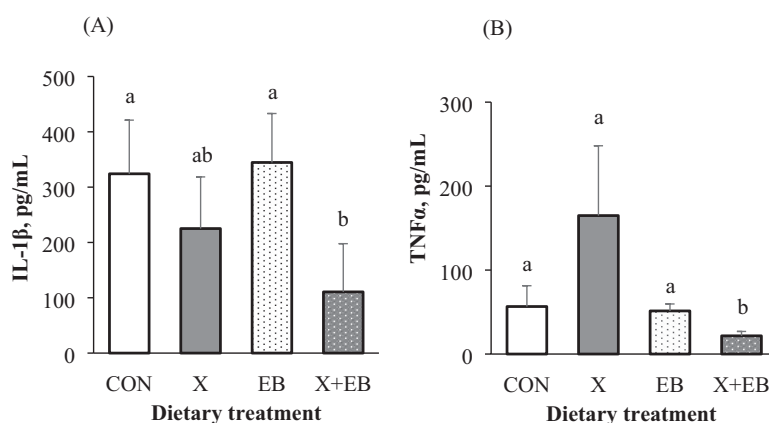 (A)
IL-1β, pg/mL
500
400
300
200
100
0
a
ab
a
b
CON X EB X+EB
Dietary treatment
(B)
TNFα, pg/mL
300
200
100
0
a
a
a
b
CON X EB X+EB
Dietary treatment